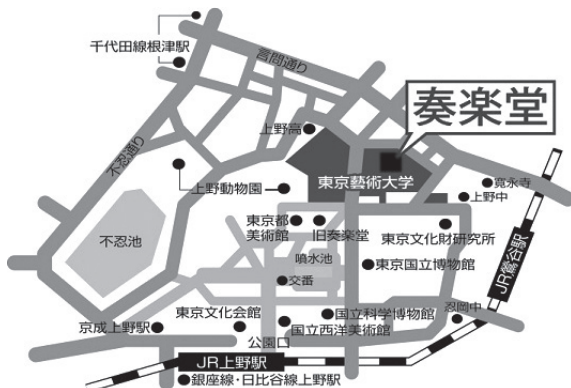 千代田線根津駅
言問通り
奏楽堂
不忍通り
上野高
上野動物園
東京藝術大学
寛永寺
上野中
不忍池
東京都
美術館
旧奏楽堂
東京文化財研究所
噴水池
東京国立博物館
交番
JR鶯谷駅
東京文化会館
国立科学博物館
忍岡中
京成上野駅
公園口
国立西洋美術館
JR上野駅
銀座線・日比谷線上野駅